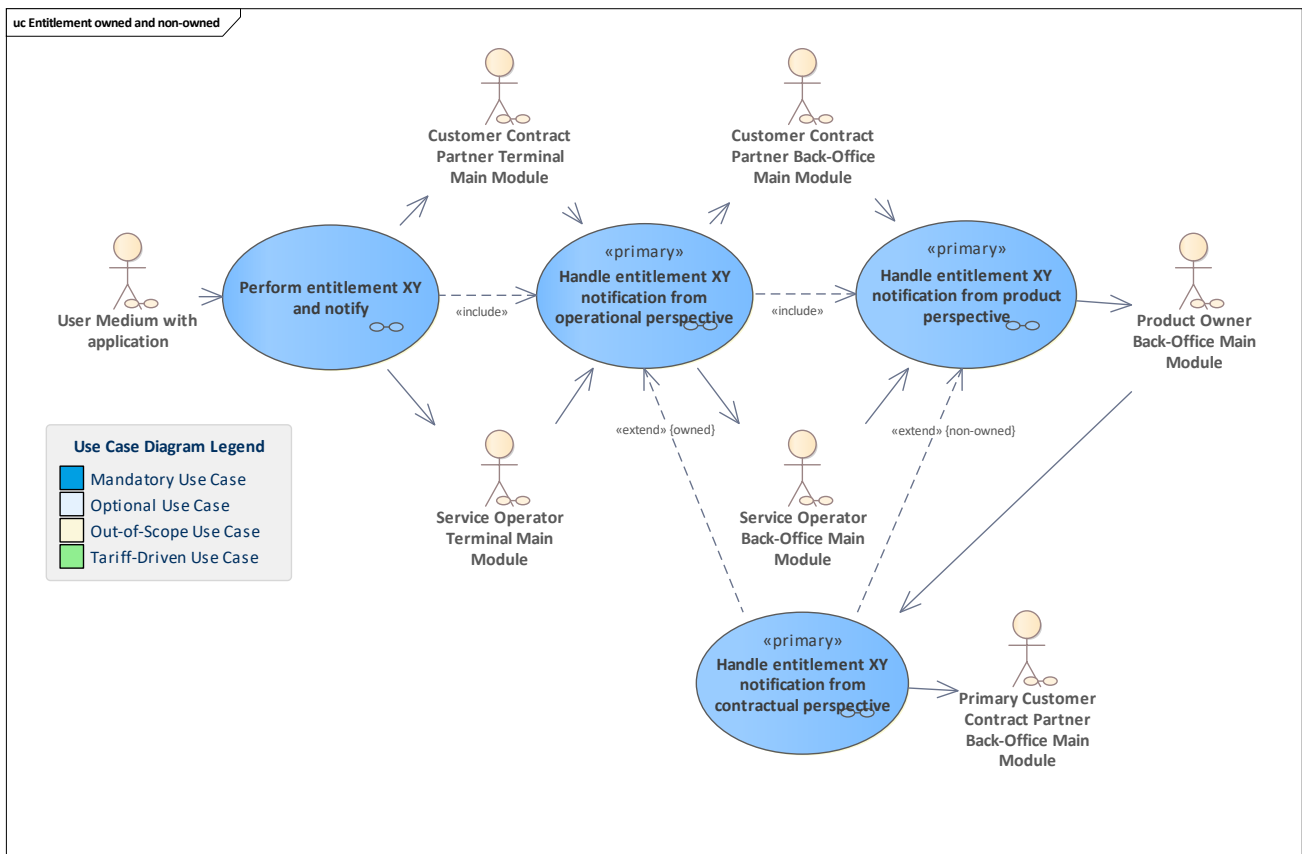 uc Entitlement owned and non-owned
Customer Contract
Partner Terminal
Main Module
Customer Contract
Partner Back-Office
Main Module
User Medium with
application
Perform entitlement XY
and notify
«include»
«primary»
Handle entitlement XY
notification from
operational perspective
«include»
«primary»
Handle entitlement XY
notification from product
perspective
Product Owner
Back-Office Main
Module
«extend» {owned}
«extend» {non-owned}
Use Case Diagram Legend
Mandatory Use Case
Optional Use Case
Out-of-Scope Use Case
Tariff-Driven Use Case
Service Operator
Terminal Main
Module
Service Operator
Back-Office Main
Module
«primary»
Handle entitlement XY
notification from
contractual perspective
Primary Customer
Contract Partner
Back-Office Main
Module